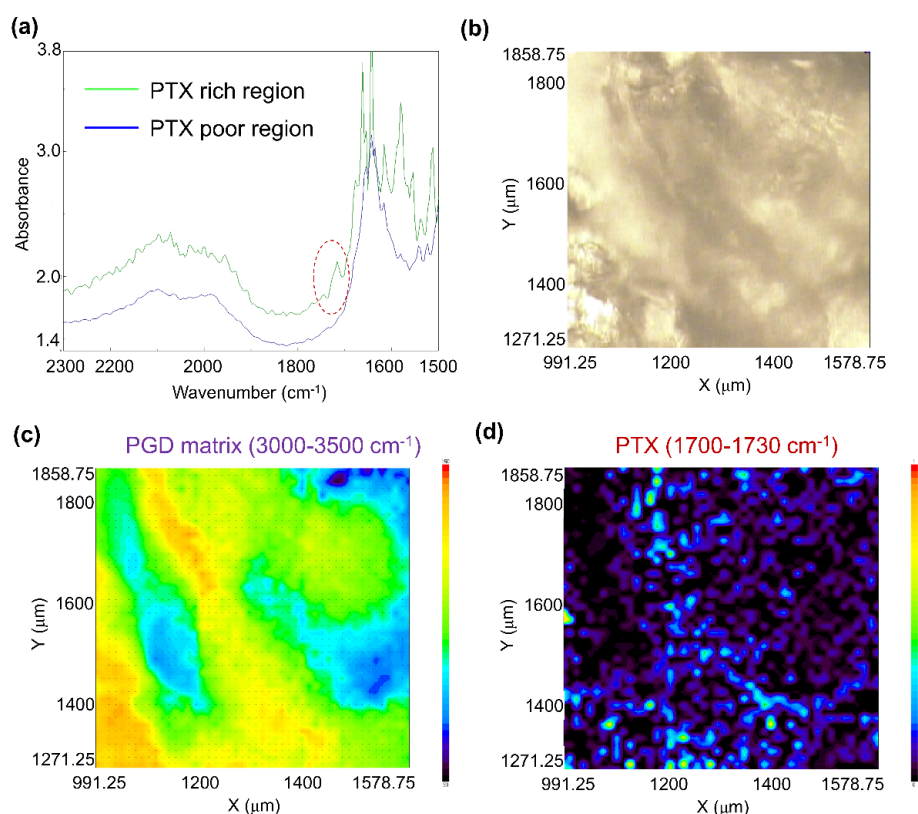 (a)
3.8
3.0
2.0
1.4
Absorbance
PTX rich region
PTX poor region
2300 2200 2000 1800 1600 1500
Wavenumber (cm⁻¹)
(b)
1858.75
1800
1600
1400
1271.25
Y (µm)
991.25 1200 1400 1578.75
X (µm)
(c)
PGD matrix (3000-3500 cm⁻¹)
1858.75
1800
1600
1400
1271.25
Y (µm)
991.25 1200 1400 1578.75
X (µm)
(d)
PTX (1700-1730 cm⁻¹)
1858.75
1800
1600
1400
1271.25
Y (µm)
991.25 1200 1400 1578.75
X (µm)